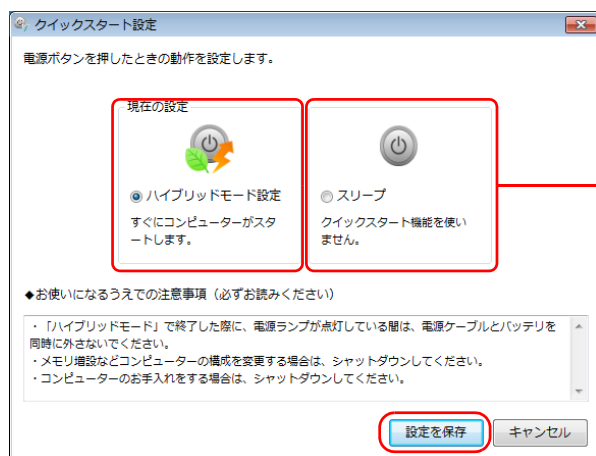 クイックスタート設定
電源ボタンを押したときの動作を設定します。
現在の設定
ハイブリッドモード設定
すぐにコンピューターがスタ
ートします。
スリープ
クイックスタート機能を使い
ません。
◆お使いになるうえでの注意事項（必ずお読みください）
・「ハイブリッドモード」で終了した際に、電源ランプが点灯している間は、電源ケーブルとバッテリを
同時に外さないでください。
・メモリ増設などコンピューターの構成を変更する場合は、シャットダウンしてください。
・コンピューターのお手入れをする場合は、シャットダウンしてください。
設定を保存
キャンセル